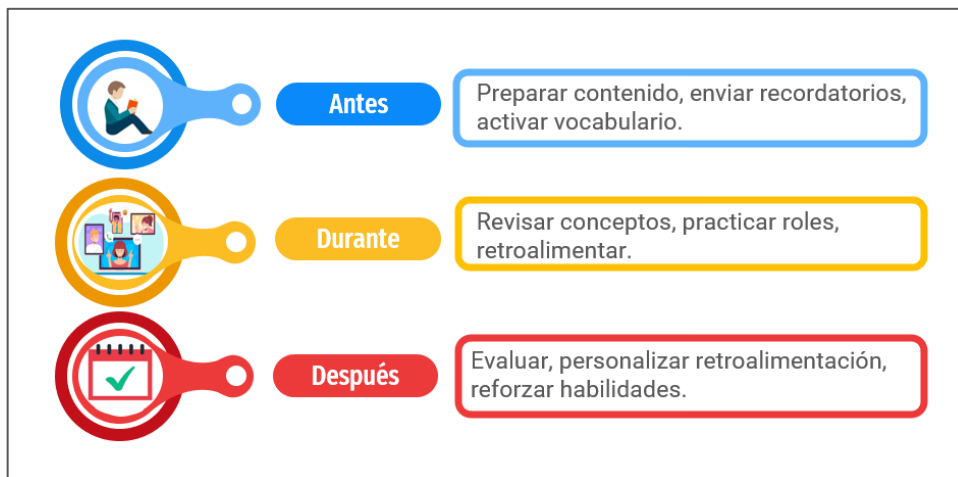 Antes
Preparar contenido, enviar recordatorios,
activar vocabulario.
Durante
Revisar conceptos, practicar roles,
retroalimentar.
Después
Evaluar, personalizar retroalimentación,
reforzar habilidades.